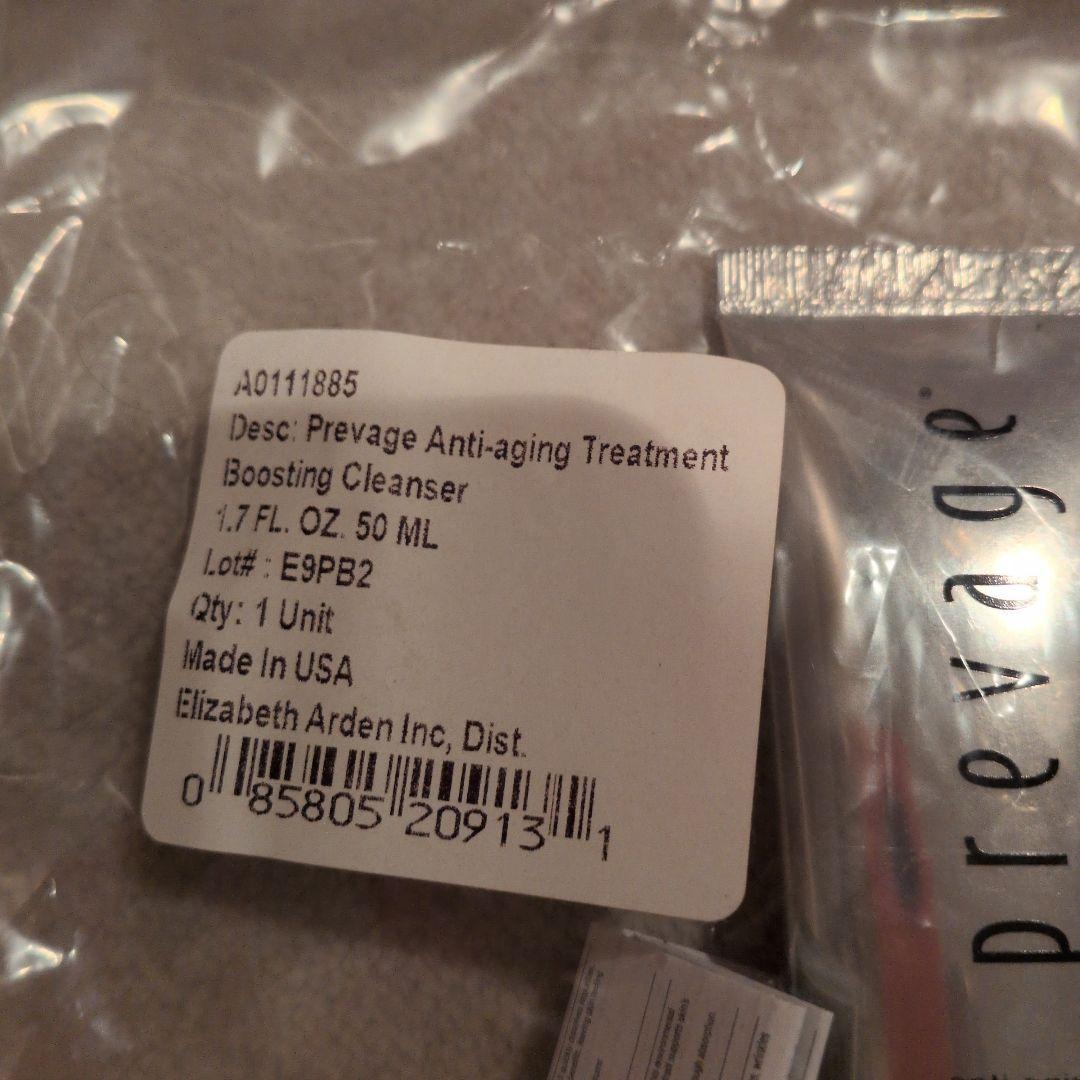 A0111885
Desc: Prevage Anti-aging Treatment
Boosting Cleanser
1.7 FL. OZ. 50 ML
Lot# : E9PB2
Qty: 1 Unit
Made In USA
Elizabeth Arden Inc, Dist.
0 85805 20913 1
prevage®